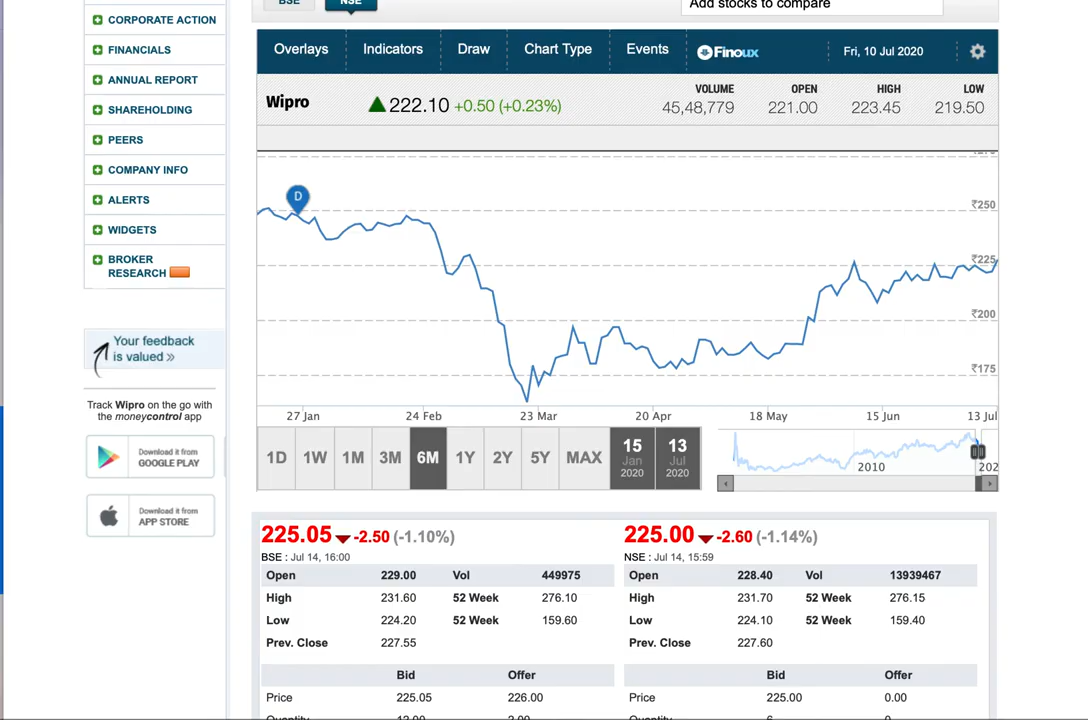 BSE
NSE
Add stocks to compare
CORPORATE ACTION
FINANCIALS
ANNUAL REPORT
SHAREHOLDING
PEERS
COMPANY INFO
ALERTS
WIDGETS
BROKER
RESEARCH
Your feedback
is valued »
Track Wipro on the go with
the moneycontrol app
Download it from
GOOGLE PLAY
Download it from
APP STORE
Overlays Indicators Draw Chart Type Events Finoux Fri, 10 Jul 2020
VOLUME OPEN HIGH LOW
Wipro 222.10 +0.50 (+0.23%) 45,48,779 221.00 223.45 219.50
D
₹250
₹225
₹200
₹175
27 Jan 24 Feb 23 Mar 20 Apr 18 May 15 Jun 13 Jul
1D 1W 1M 3M 6M 1Y 2Y 5Y MAX
15 Jan 2020
13 Jul 2020
2010
225.05 -2.50 (-1.10%)
BSE : Jul 14, 16:00
Open 229.00 Vol 449975
High 231.60 52 Week 276.10
Low 224.20 52 Week 159.60
Prev. Close 227.55
Bid Offer
Price 225.05 226.00
225.00 -2.60 (-1.14%)
NSE : Jul 14, 15:59
Open 228.40 Vol 13939467
High 231.70 52 Week 276.15
Low 224.10 52 Week 159.40
Prev. Close 227.60
Bid Offer
Price 225.00 0.00